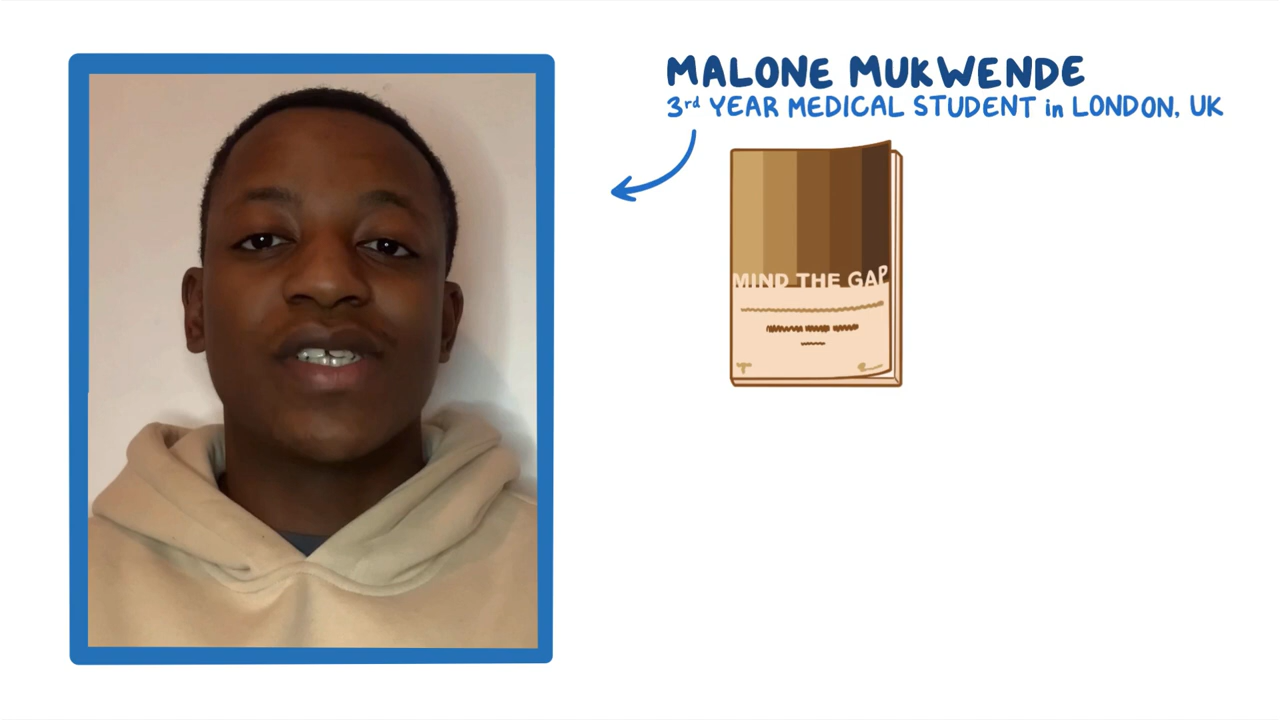 MALONE MUKWENDE
3rd YEAR MEDICAL STUDENT in LONDON, UK
MIND THE GAP